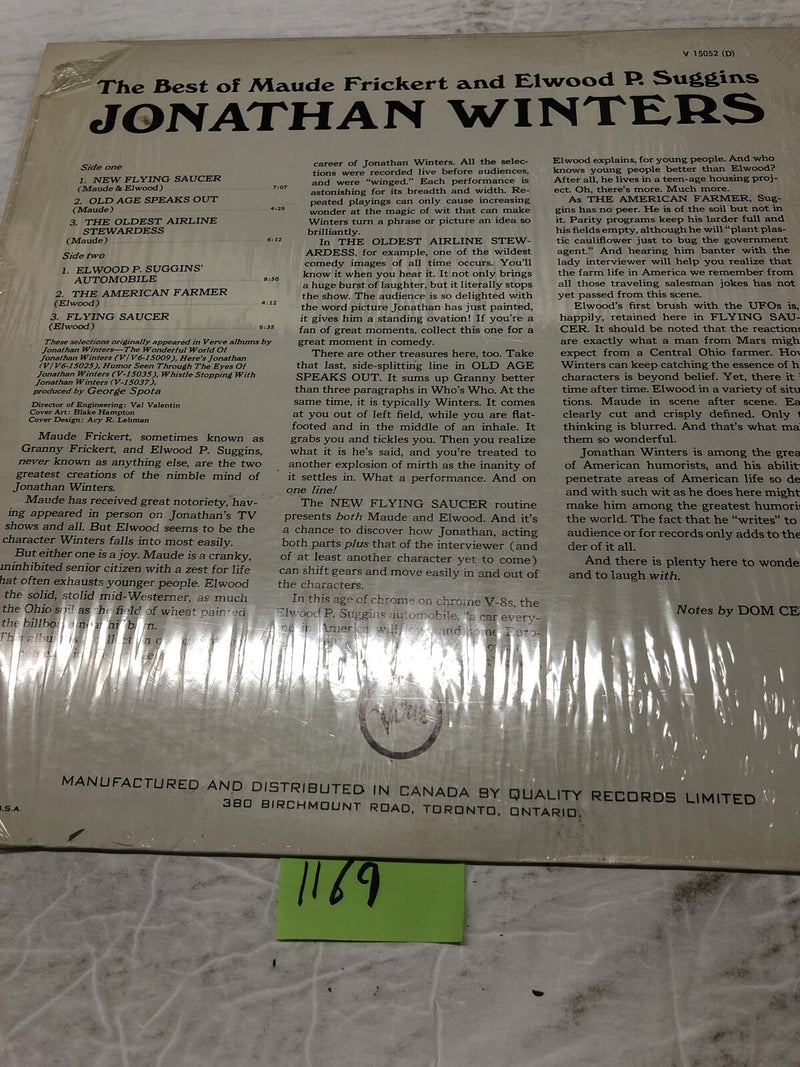 V 15052 (D)
The Best of Maude Frickert and Elwood P. Suggins
JONATHAN WINTERS
Side one
1. NEW FLYING SAUCER
(Maude & Elwood) 7:07
2. OLD AGE SPEAKS OUT
(Maude) 4:25
3. THE OLDEST AIRLINE
STEWARDESS
(Maude) 6:12
Side two
1. ELWOOD P. SUGGINS'
AUTOMOBILE 8:50
2. THE AMERICAN FARMER
(Elwood) 4:12
3. FLYING SAUCER
(Elwood) 6:35
These selections originally appeared in Verve albums by
Jonathan Winters—The Wonderful World Of
Jonathan Winters (V/V6-15009), Here's Jonathan
(V/V6-15025), Humor Seen Through The Eyes Of
Jonathan Winters (V-15035), Whistle Stopping With
Jonathan Winters (V-15037),
produced by George Spota
Director of Engineering: Val Valentin
Cover Art: Blake Hampton
Cover Design: Acy R. Lehman
Maude Frickert, sometimes known as
Granny Frickert, and Elwood P. Suggins,
never known as anything else, are the two
greatest creations of the nimble mind of
Jonathan Winters.
Maude has received great notoriety, hav-
ing appeared in person on Jonathan's TV
shows and all. But Elwood seems to be the
character Winters falls into most easily.
But either one is a joy. Maude is a cranky,
uninhibited senior citizen with a zest for life
hat often exhausts younger people. Elwood
the solid, stolid mid-Westerner, as much
the Ohio soil as the field of wheat painted
the
career of Jonathan Winters. All the selec-
tions were recorded live before audiences,
and were "winged." Each performance is
astonishing for its breadth and width. Re-
peated playings can only cause increasing
wonder at the magic of wit that can make
Winters turn a phrase or picture an idea so
brilliantly.
In THE OLDEST AIRLINE STEW-
ARDESS, for example, one of the wildest
comedy images of all time occurs. You'll
know it when you hear it. It not only brings
a huge burst of laughter, but it literally stops
the show. The audience is so delighted with
the word picture Jonathan has just painted,
it gives him a standing ovation! If you're a
fan of great moments, collect this one for a
great moment in comedy.
There are other treasures here, too. Take
that last, side-splitting line in OLD AGE
SPEAKS OUT. It sums up Granny better
than three paragraphs in Who's Who. At the
same time, it is typically Winters. It comes
at you out of left field, while you are flat-
footed and in the middle of an inhale. It
grabs you and tickles you. Then you realize
what it is he's said, and you're treated to
another explosion of mirth as the inanity of
it settles in. What a performance. And on
one line!
The NEW FLYING SAUCER routine
presents both Maude and Elwood. And it's
a chance to discover how Jonathan, acting
both parts plus that of the interviewer (and
of at least another character yet to come)
can shift gears and move easily in and out of
the characters.
In this age of chrome on chrome V-8s, the
Elwood P. Suggins automobile, 's car every-
in America and some Euro-
Elwood explains, for young people. And who
knows young people better than Elwood?
After all, he lives in a teen-age housing proj-
ect. Oh, there's more. Much more.
As THE AMERICAN FARMER, Sug-
gins has no peer. He is of the soil but not in
it. Parity programs keep his larder full and
his fields empty, although he will "plant plas-
tic cauliflower just to bug the government
agent." And hearing him banter with the
lady interviewer will help you realize that
the farm life in America we remember from
all those traveling salesman jokes has not
yet passed from this scene.
Elwood's first brush with the UFOs is,
happily, retained here in FLYING SAU-
CER. It should be noted that the reactions
are exactly what a man from Mars migh
expect from a Central Ohio farmer. How
Winters can keep catching the essence of h
characters is beyond belief. Yet, there it
time after time. Elwood in a variety of situ
tions. Maude in scene after scene. Ea
clearly cut and crisply defined. Only t
thinking is blurred. And that's what ma
them so wonderful.
Jonathan Winters is among the grea
of American humorists, and his abilit
penetrate areas of American life so de
and with such wit as he does here might
make him among the greatest humoris
the world. The fact that he "writes" to
audience or for records only adds to the
der of it all.
And there is plenty here to wonde
and to laugh with.
Notes by DOM CE
Verve
MANUFACTURED AND DISTRIBUTED IN CANADA BY QUALITY RECORDS LIMITED
380 BIRCHMOUNT ROAD, TORONTO, ONTARIO.
.S.A.
1169